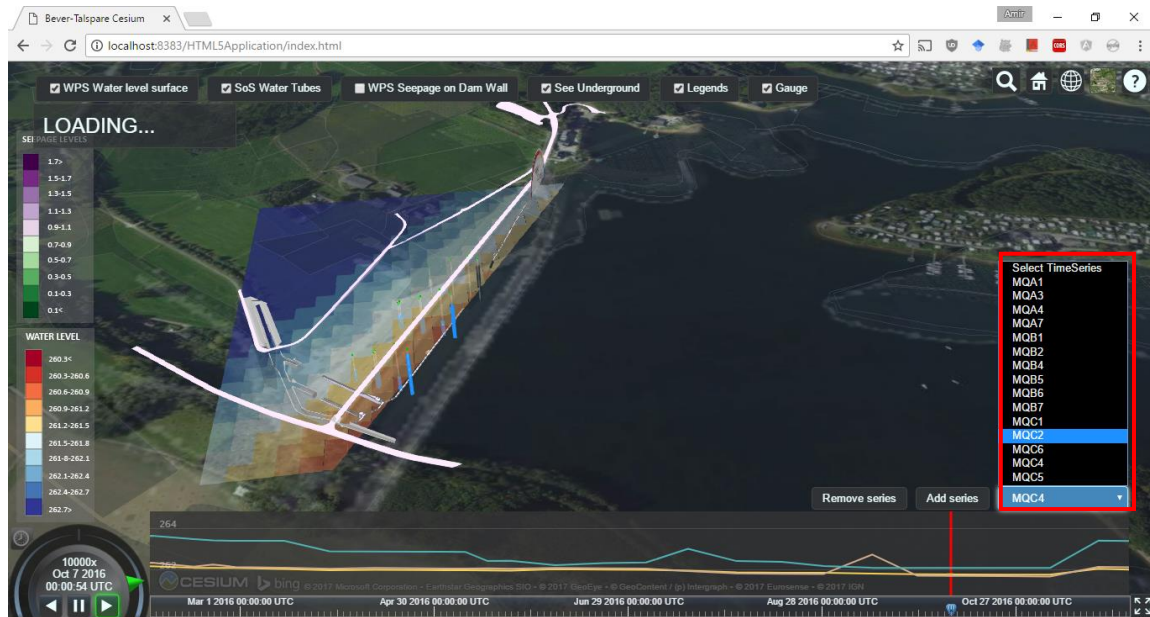 Bever-Talspare Cesium
Amir
localhost:8383/HTML5Application/index.html
CORS
WPS Water level surface
SoS Water Tubes
WPS Seepage on Dam Wall
See Underground
Legends
Gauge
?
LOADING...
SEEPAGE LEVELS
1.7>
1.5-1.7
1.3-1.5
1.1-1.3
0.9-1.1
0.7-0.9
0.5-0.7
0.3-0.5
0.1-0.3
0.1<
WATER LEVEL
260.3<
260.3-260.6
260.6-260.9
260.9-261.2
261.2-261.5
261.5-261.8
261-8-262.1
262.1-262.4
262.4-262.7
262.7>
Select TimeSeries
MQA1
MQA3
MQA4
MQA7
MQB1
MQB2
MQB4
MQB5
MQB6
MQB7
MQC1
MQC2
MQC6
MQC4
MQC5
Remove series
Add series
MQC4
264
262
10000x
Oct 7 2016
00:00:54 UTC
CESIUM bing © 2017 Microsoft Corporation - Earthstar Geographics SIO • © 2017 GeoEye • © GeoContent / (p) Intergraph • © 2017 Eurosense • © 2017 IGN
Mar 1 2016 00:00:00 UTC
Apr 30 2016 00:00:00 UTC
Jun 29 2016 00:00:00 UTC
Aug 28 2016 00:00:00 UTC
Oct 27 2016 00:00:00 UTC